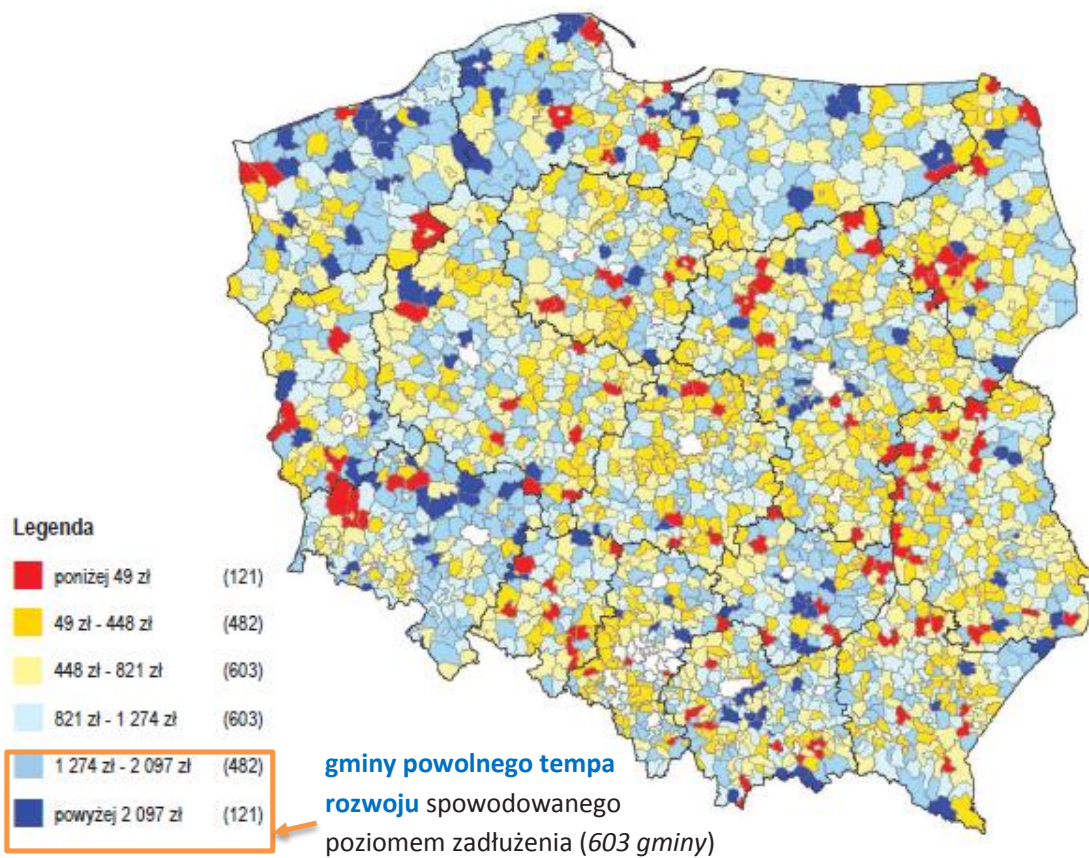 Legenda
poniżej 49 zł (121)
49 zł - 448 zł (482)
448 zł - 821 zł (603)
821 zł - 1 274 zł (603)
1 274 zł - 2 097 zł (482)
powyżej 2 097 zł (121)
gminy powolnego tempa
rozwoju spowodowanego
poziomem zadłużenia (603 gminy)